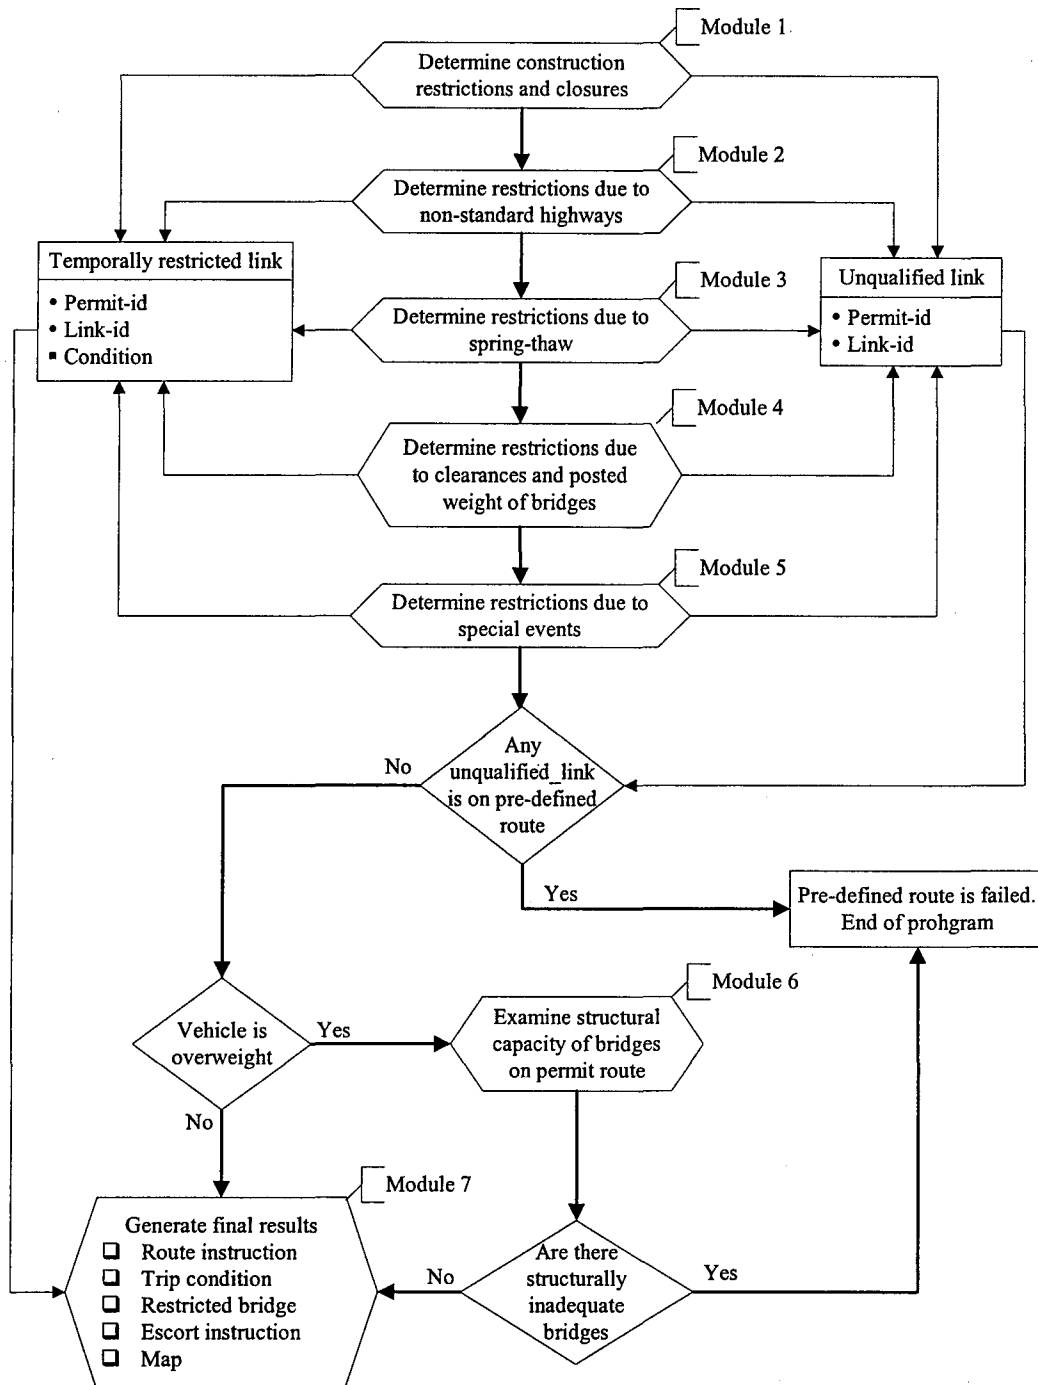 Module 1
Determine construction
restrictions and closures
Module 2
Determine restrictions due to
non-standard highways
Temporally restricted link
• Permit-id
• Link-id
▪ Condition
Module 3
Determine restrictions due to
spring-thaw
Unqualified link
• Permit-id
• Link-id
Module 4
Determine restrictions due
to clearances and posted
weight of bridges
Module 5
Determine restrictions due to
special events
Any
unqualified_link
is on pre-defined
route
No
Yes
Pre-defined route is failed.
End of prohgram
Vehicle is
overweight
Yes
No
Module 6
Examine structural
capacity of bridges
on permit route
Module 7
Generate final results
❑ Route instruction
❑ Trip condition
❑ Restricted bridge
❑ Escort instruction
❑ Map
No
Are there
structurally
inadequate
bridges
Yes